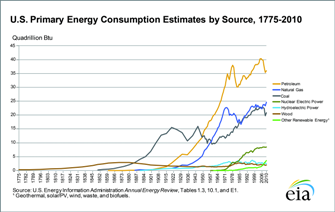 U.S. Primary Energy Consumption Estimates by Source, 1775-2010
Quadrillion Btu
45
40
35
30
25
20
15
10
5
0
Petroleum
Natural Gas
Coal
Nuclear Electric Power
Hydroelectric Power
Wood
Other Renewable Energy*
1775
Source: U.S. Energy Information Administration Annual Energy Review, Tables 1.3, 10.1, and E1.
* Geothermal, solar/PV, wind, waste, and biofuels.
eia